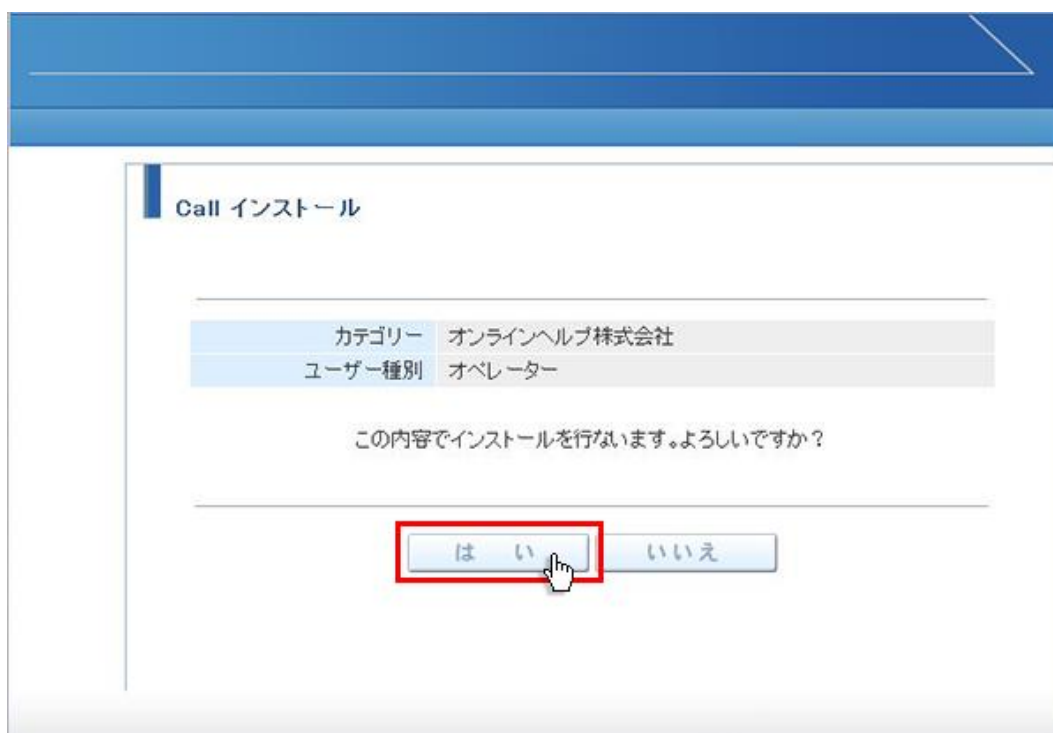 Call インストール
カテゴリー オンラインヘルプ株式会社
ユーザー種別 オペレーター
この内容でインストールを行ないます。よろしいですか?
はい いいえ